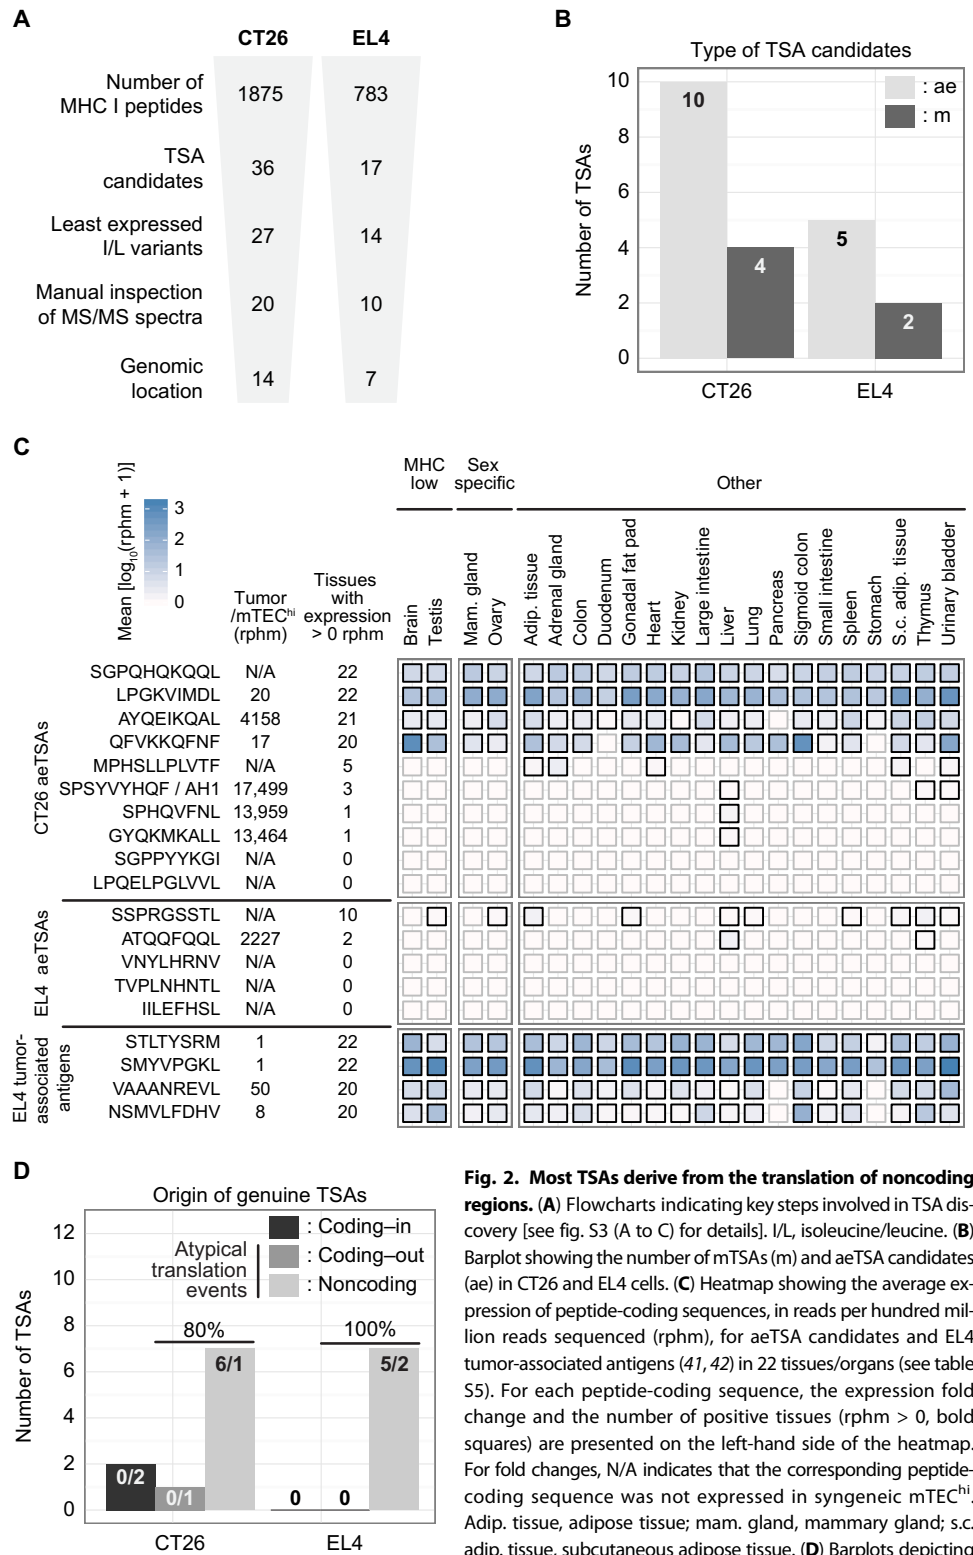 A
CT26 EL4
Number of MHC I peptides 1875 783
TSA candidates 36 17
Least expressed I/L variants 27 14
Manual inspection of MS/MS spectra 20 10
Genomic location 14 7
B
Type of TSA candidates
Number of TSAs
10
8
6
4
2
0
: ae
: m
10
4
5
2
CT26 EL4
C
Mean [log10(rphm + 1)]
3
2
1
0
Tumor /mTEChi (rphm)
Tissues with expression > 0 rphm
MHC low
Sex specific
Other
Brain
Testis
Mam. gland
Ovary
Adip. tissue
Adrenal gland
Colon
Duodenum
Gonadal fat pad
Heart
Kidney
Large intestine
Liver
Lung
Pancreas
Sigmoid colon
Small intestine
Spleen
Stomach
S.c. adip. tissue
Thymus
Urinary bladder
CT26 aeTSAs
SGPQHQKQQL N/A 22
LPGKVIMDL 20 22
AYQEIKQAL 4158 21
QFVKKQFNF 17 20
MPHSLLPLVTF N/A 5
SPSYVYHQF / AH1 17,499 3
SPHQVFNL 13,959 1
GYQKMKALL 13,464 1
SGPPYYKGI N/A 0
LPQELPGLVVL N/A 0
EL4 aeTSAs
SSPRGSSTL N/A 10
ATQQFQQL 2227 2
VNYLHRNV N/A 0
TVPLNHNTL N/A 0
IILEFHSL N/A 0
EL4 tumor-associated antigens
STLTYSRM 1 22
SMYVPGKL 1 22
VAAANREVL 50 20
NSMVLFDHV 8 20
D
Origin of genuine TSAs
Number of TSAs
12
10
8
6
4
2
0
Atypical translation events
: Coding–in
: Coding–out
: Noncoding
80%
100%
0/2
0/1
6/1
0
0
5/2
CT26 EL4
Fig. 2. Most TSAs derive from the translation of noncoding
regions. (A) Flowcharts indicating key steps involved in TSA dis-
covery [see fig. S3 (A to C) for details]. I/L, isoleucine/leucine. (B)
Barplot showing the number of mTSAs (m) and aeTSA candidates
(ae) in CT26 and EL4 cells. (C) Heatmap showing the average ex-
pression of peptide-coding sequences, in reads per hundred mil-
lion reads sequenced (rphm), for aeTSA candidates and EL4
tumor-associated antigens (41, 42) in 22 tissues/organs (see table
S5). For each peptide-coding sequence, the expression fold
change and the number of positive tissues (rphm > 0, bold
squares) are presented on the left-hand side of the heatmap.
For fold changes, N/A indicates that the corresponding peptide-
coding sequence was not expressed in syngeneic mTEChi.
Adip. tissue, adipose tissue; mam. gland, mammary gland; s.c.
adip. tissue, subcutaneous adipose tissue. (D) Barplots depicting